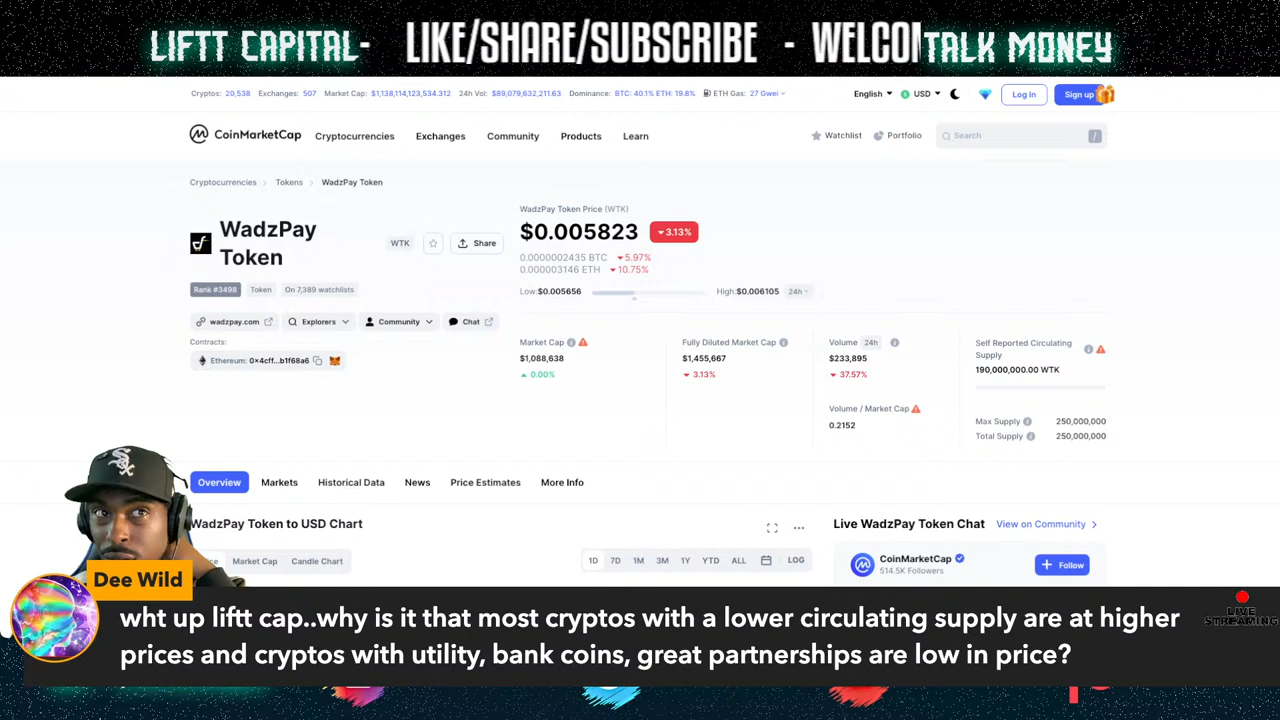 LIFTT CAPITAL-
LIKE/SHARE/SUBSCRIBE - WELCO
TALK MONEY
Cryptos: 20,538 Exchanges: 507 Market Cap: $1,138,114,123,534.312 24h Vol: $89,079,632,211.63 Dominance: BTC: 40.1% ETH: 19.8% ETH Gas: 27 Gwei
English USD Log In Sign up
CoinMarketCap Cryptocurrencies Exchanges Community Products Learn Watchlist Portfolio Search /
Cryptocurrencies > Tokens > WadzPay Token
WadzPay
Token
WTK
Share
Rank #3498 Token On 7,389 watchlists
wadzpay.com Explorers Community Chat
Contracts:
Ethereum: 0x4cff...b1f68a6
WadzPay Token Price (WTK)
$0.005823 3.13%
0.0000002435 BTC 5.97%
0.000003146 ETH 10.75%
Low: $0.005656 High: $0.006105 24h
Market Cap
$1,088,638
0.00%
Fully Diluted Market Cap
$1,455,667
3.13%
Volume 24h
$233,895
37.57%
Volume / Market Cap
0.2152
Self Reported Circulating
Supply
190,000,000.00 WTK
Max Supply 250,000,000
Total Supply 250,000,000
Overview Markets Historical Data News Price Estimates More Info
WadzPay Token to USD Chart
ce Market Cap Candle Chart 1D 7D 1M 3M 1Y YTD ALL LOG
Live WadzPay Token Chat View on Community >
CoinMarketCap
514.5K Followers
+ Follow
Dee Wild
wht up liftt cap..why is it that most cryptos with a lower circulating supply are at higher
prices and cryptos with utility, bank coins, great partnerships are low in price?
LIVE
STREAMING